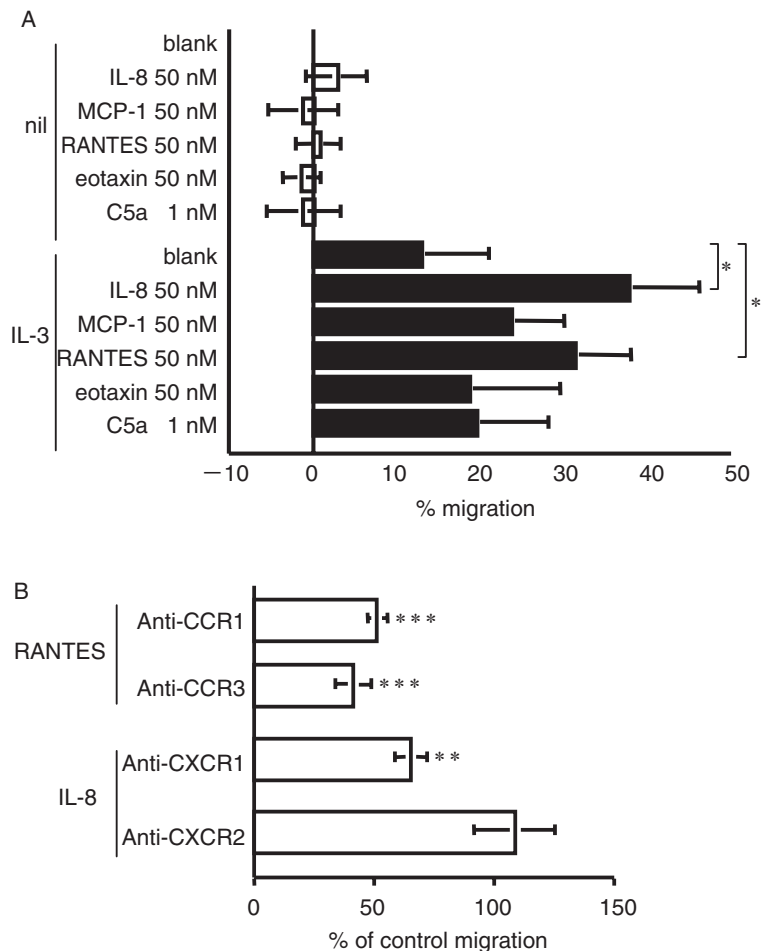 A
nil
blank
IL-8 50 nM
MCP-1 50 nM
RANTES 50 nM
eotaxin 50 nM
C5a 1 nM
IL-3
blank
IL-8 50 nM
MCP-1 50 nM
RANTES 50 nM
eotaxin 50 nM
C5a 1 nM
*
*
−10 0 10 20 30 40 50
% migration
B
RANTES
Anti-CCR1 ***
Anti-CCR3 ***
IL-8
Anti-CXCR1 **
Anti-CXCR2
0 50 100 150
% of control migration